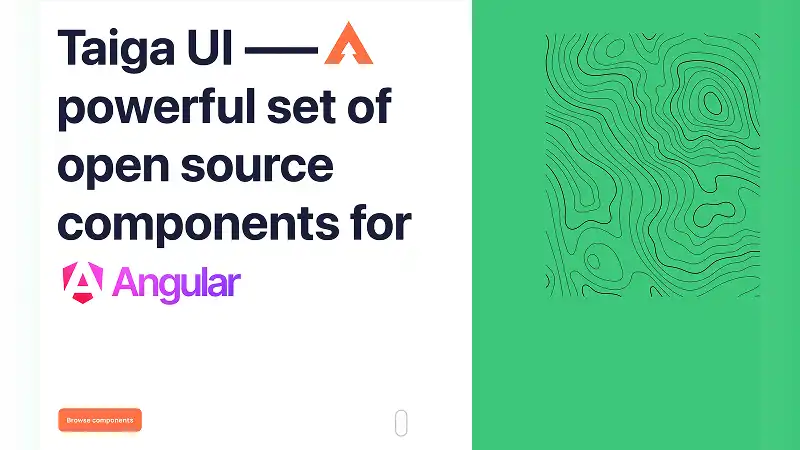 Taiga UI —
powerful set of
open source
components for
Angular
Browse components